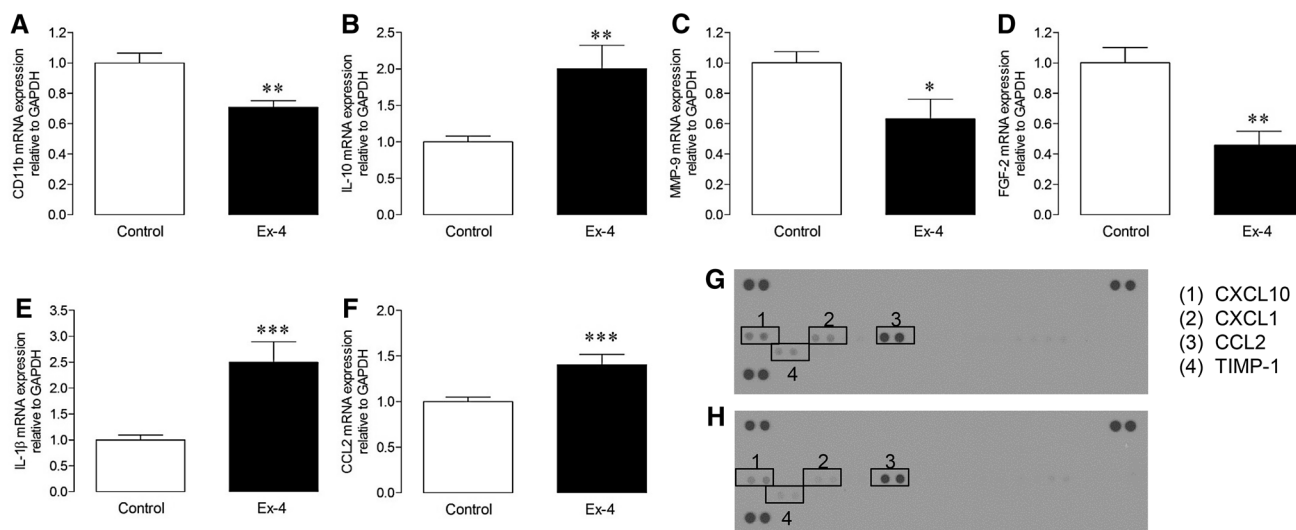 A
CD11b mRNA expression
relative to GAPDH
1.2
1.0
0.8
0.6
0.4
0.2
0.0
**
Control
Ex-4
B
IL-10 mRNA expression
relative to GAPDH
2.5
2.0
1.5
1.0
0.5
0.0
**
Control
Ex-4
C
MMP-9 mRNA expression
relative to GAPDH
1.2
1.0
0.8
0.6
0.4
0.2
0.0
*
Control
Ex-4
D
FGF-2 mRNA expression
relative to GAPDH
1.2
1.0
0.8
0.6
0.4
0.2
0.0
**
Control
Ex-4
E
IL-1β mRNA expression
relative to GAPDH
3.5
3.0
2.5
2.0
1.5
1.0
0.5
0.0
***
Control
Ex-4
F
CCL2 mRNA expression
relative to GAPDH
2.0
1.5
1.0
0.5
0.0
***
Control
Ex-4
G
1
2
3
4
(1) CXCL10
(2) CXCL1
(3) CCL2
(4) TIMP-1
H
1
2
3
4